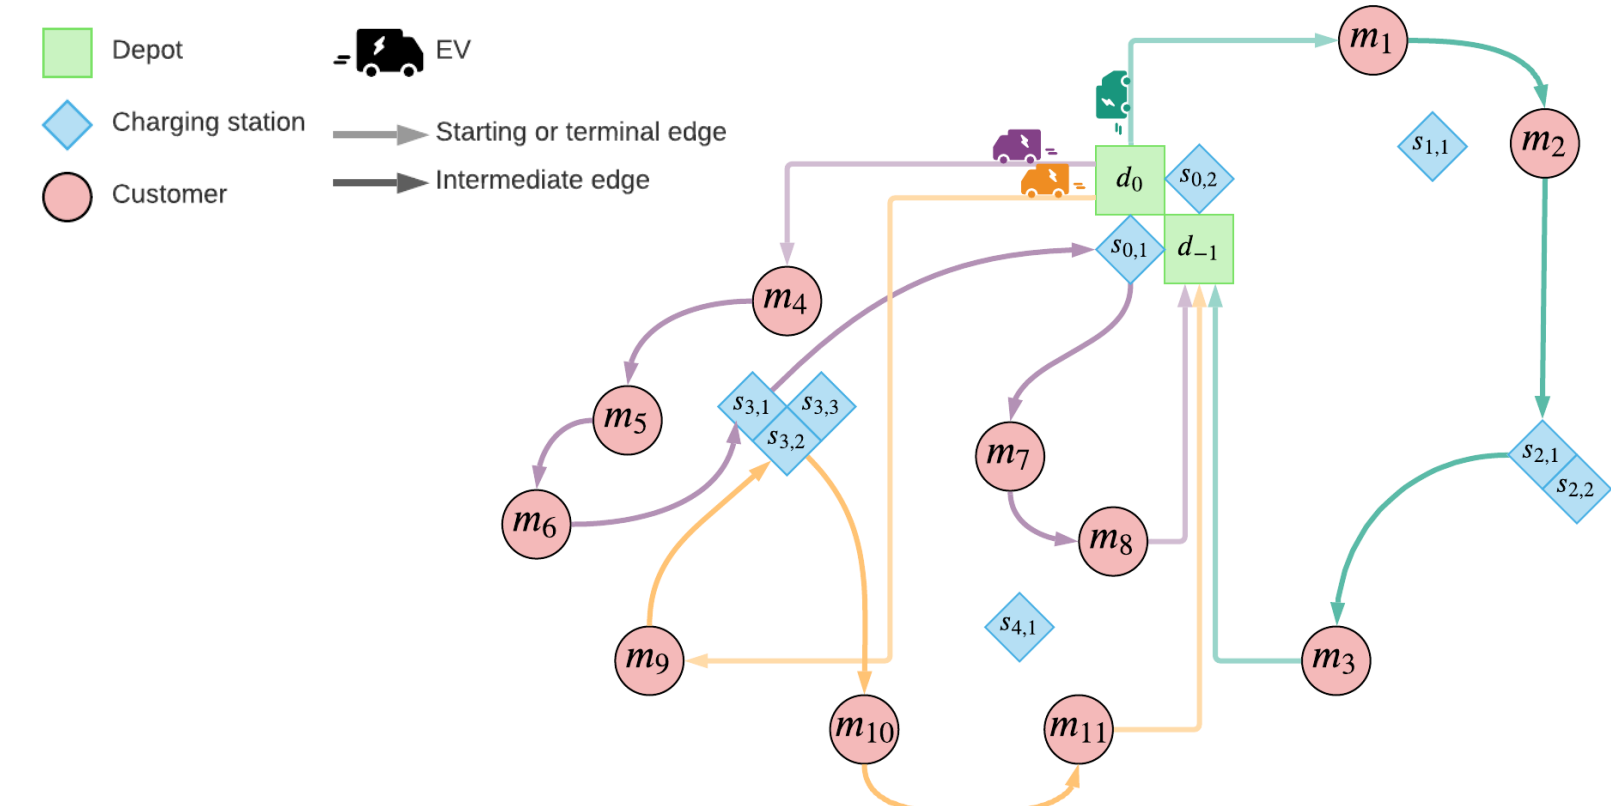 Depot
EV
Charging station
Starting or terminal edge
Intermediate edge
Customer
m₁
m₂
s₁,₁
d₀
s₀,₂
s₀,₁
d₋₁
m₄
m₅
s₃,₁
s₃,₃
s₃,₂
m₆
m₇
m₈
s₂,₁
s₂,₂
s₄,₁
m₉
m₃
m₁₀
m₁₁